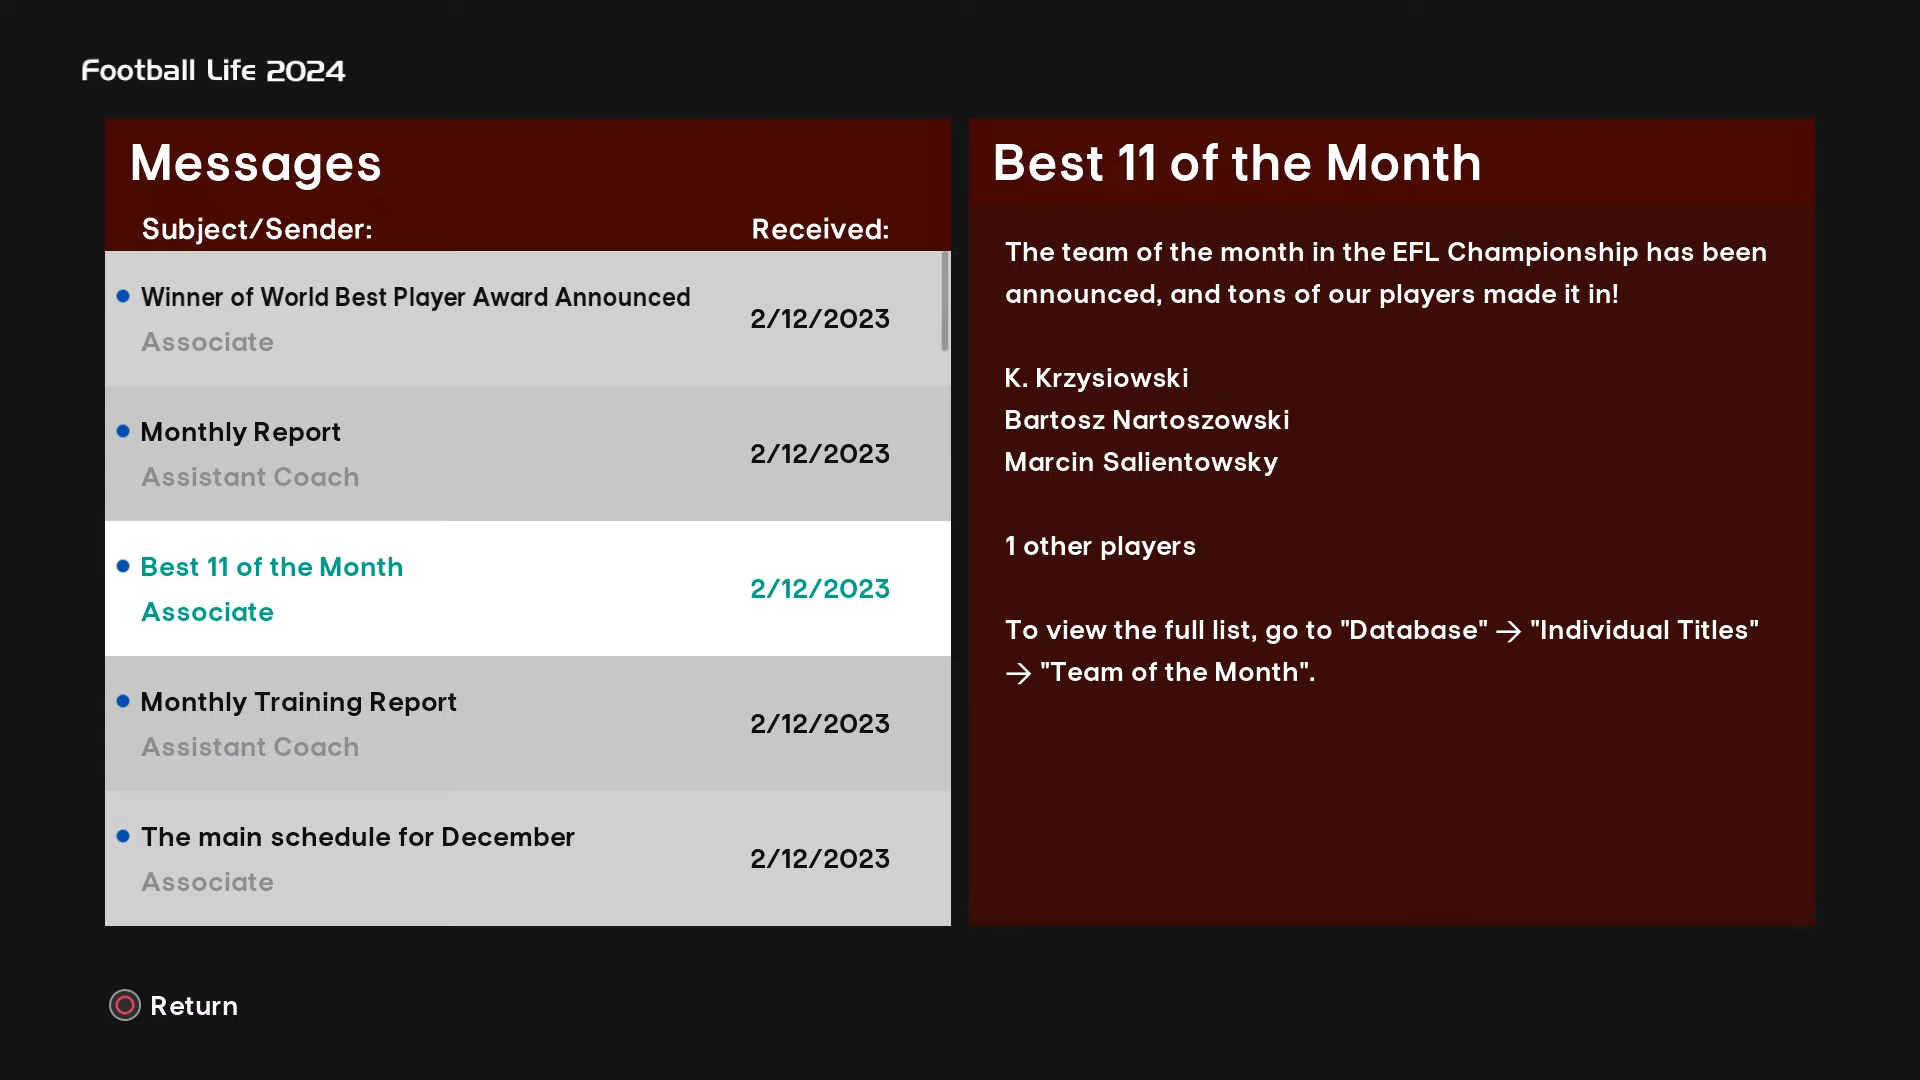 Football Life 2024
Messages
Subject/Sender: Received:
Winner of World Best Player Award Announced
Associate
2/12/2023
Monthly Report
Assistant Coach
2/12/2023
Best 11 of the Month
Associate
2/12/2023
Monthly Training Report
Assistant Coach
2/12/2023
The main schedule for December
Associate
2/12/2023
Best 11 of the Month
The team of the month in the EFL Championship has been
announced, and tons of our players made it in!
K. Krzysiowski
Bartosz Nartoszowski
Marcin Salientowsky
1 other players
To view the full list, go to "Database" → "Individual Titles"
→ "Team of the Month".
Return